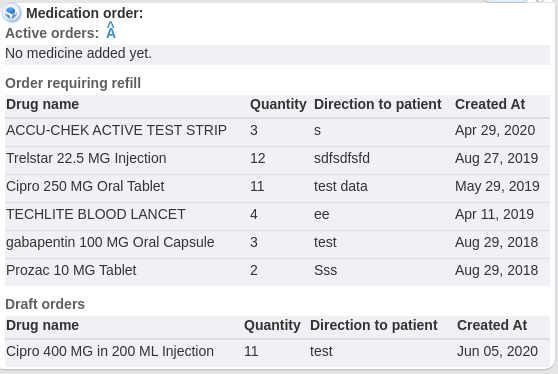 Medication order:
Active orders: Â
No medicine added yet.
Order requiring refill
Drug name Quantity Direction to patient Created At
ACCU-CHEK ACTIVE TEST STRIP 3 s Apr 29, 2020
Trelstar 22.5 MG Injection 12 sdfsdfsfd Aug 27, 2019
Cipro 250 MG Oral Tablet 11 test data May 29, 2019
TECHLITE BLOOD LANCET 4 ee Apr 11, 2019
gabapentin 100 MG Oral Capsule 3 test Aug 29, 2018
Prozac 10 MG Tablet 2 Sss Aug 29, 2018
Draft orders
Drug name Quantity Direction to patient Created At
Cipro 400 MG in 200 ML Injection 11 test Jun 05, 2020